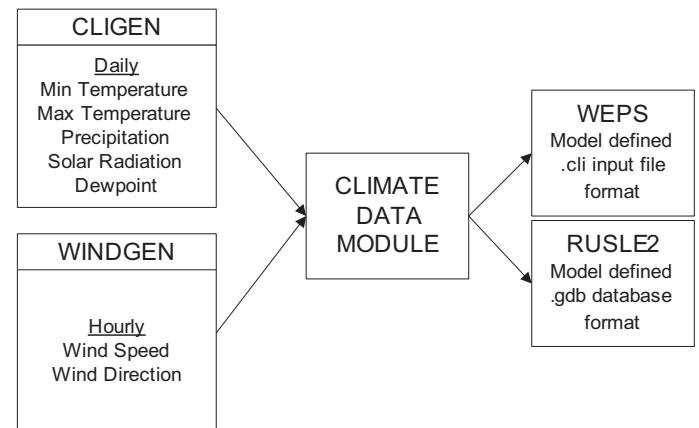 CLIGEN
Daily
Min Temperature
Max Temperature
Precipitation
Solar Radiation
Dewpoint
WINDGEN
Hourly
Wind Speed
Wind Direction
CLIMATE
DATA
MODULE
WEPS
Model defined
.cli input file
format
RUSLE2
Model defined
.gdb database
format